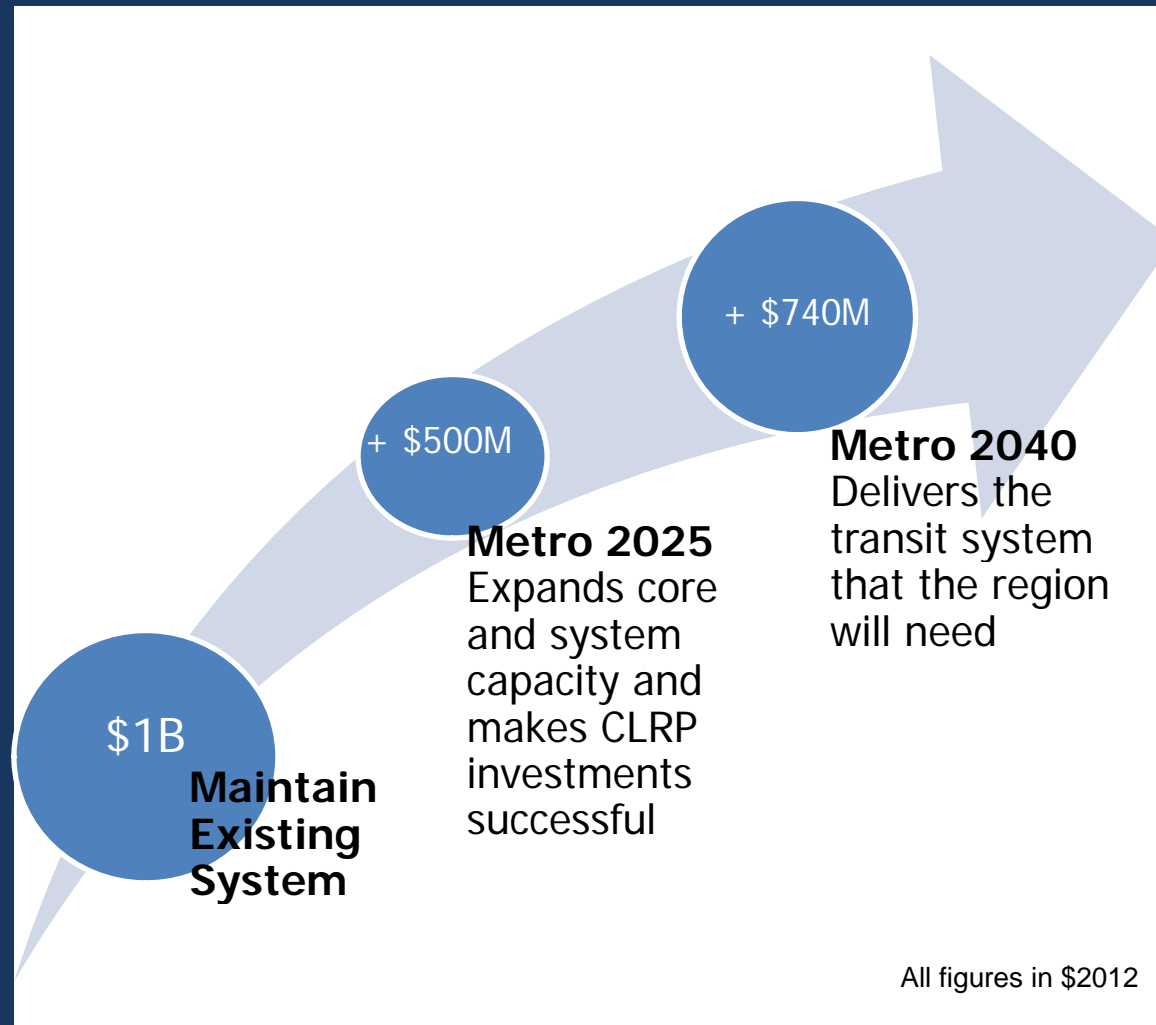 $1B
Maintain
Existing
System
+ $500M
Metro 2025
Expands core
and system
capacity and
makes CLRP
investments
successful
+ $740M
Metro 2040
Delivers the
transit system
that the region
will need
All figures in $2012